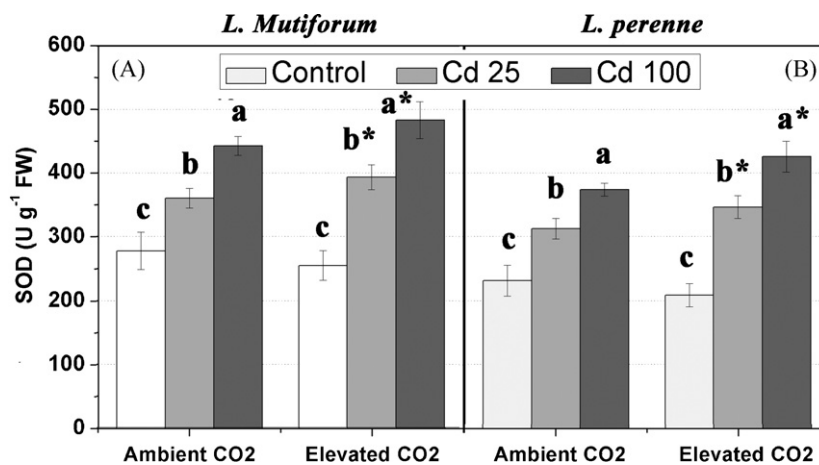 L. Mutiforum L. perenne
(A) (B)
Control Cd 25 Cd 100
SOD (U g⁻¹ FW)
600
500
400
300
200
100
0
c b a c b* a* c b a c b* a*
Ambient CO2 Elevated CO2 Ambient CO2 Elevated CO2